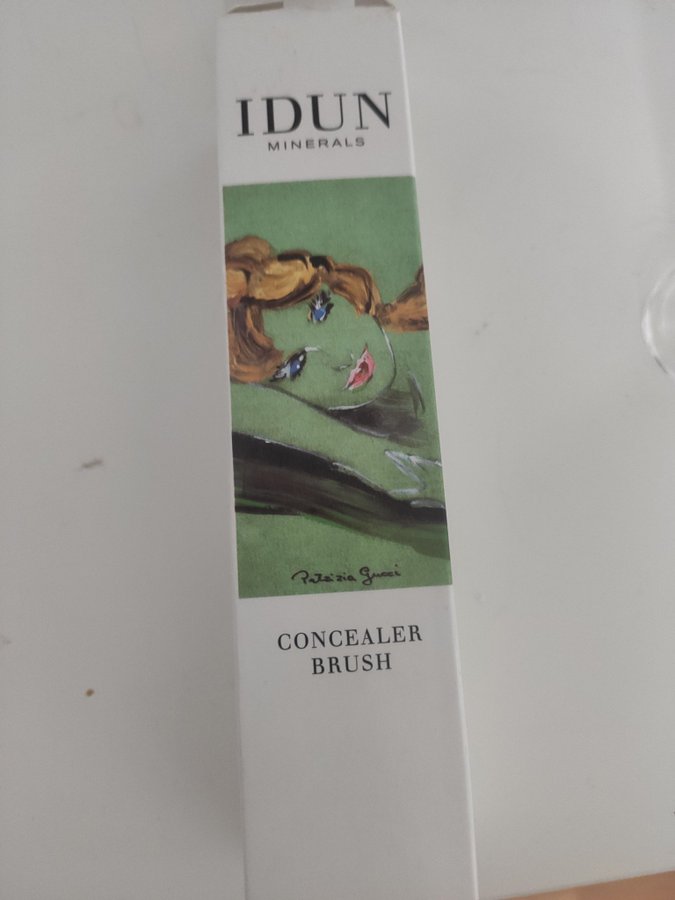 IDUN
MINERALS
Patrizia Gucci
CONCEALER
BRUSH